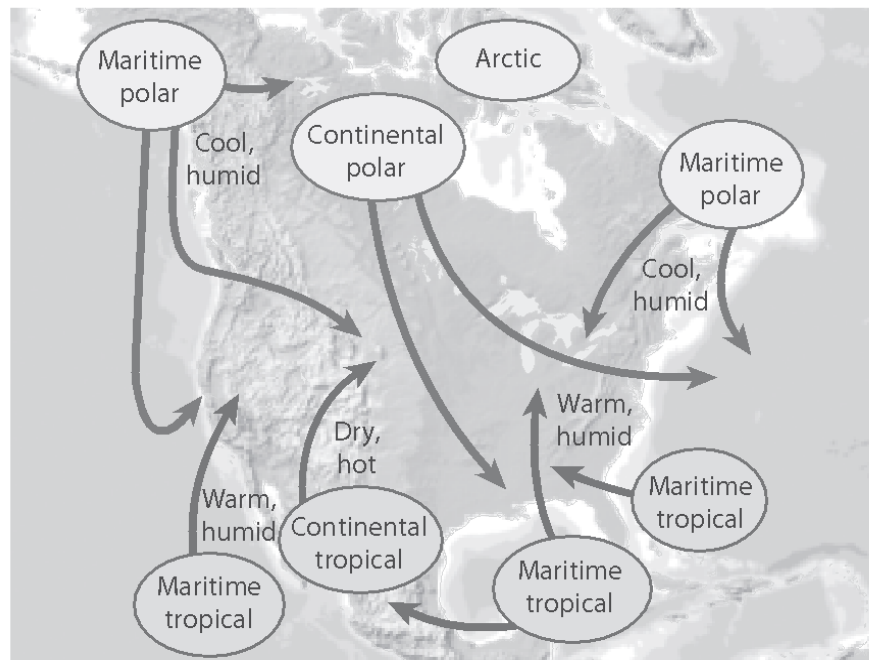 Maritime
polar
Arctic
Continental
polar
Cool,
humid
Maritime
polar
Cool,
humid
Warm,
humid
Dry,
hot
Warm,
humid
Continental
tropical
Maritime
tropical
Maritime
tropical
Maritime
tropical